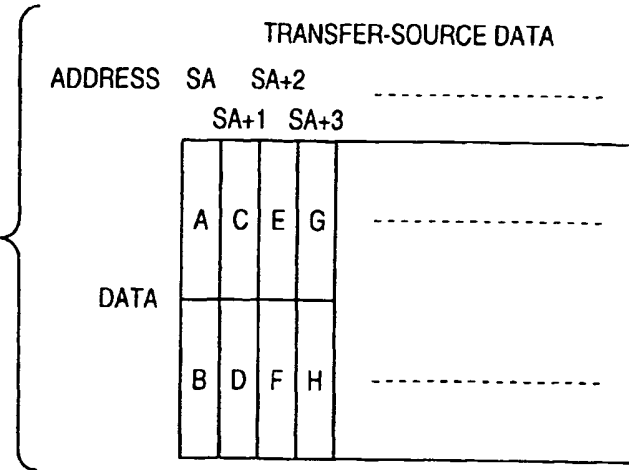 TRANSFER-SOURCE DATA
ADDRESS SA SA+2
SA+1 SA+3
A C E G
DATA
B D F H